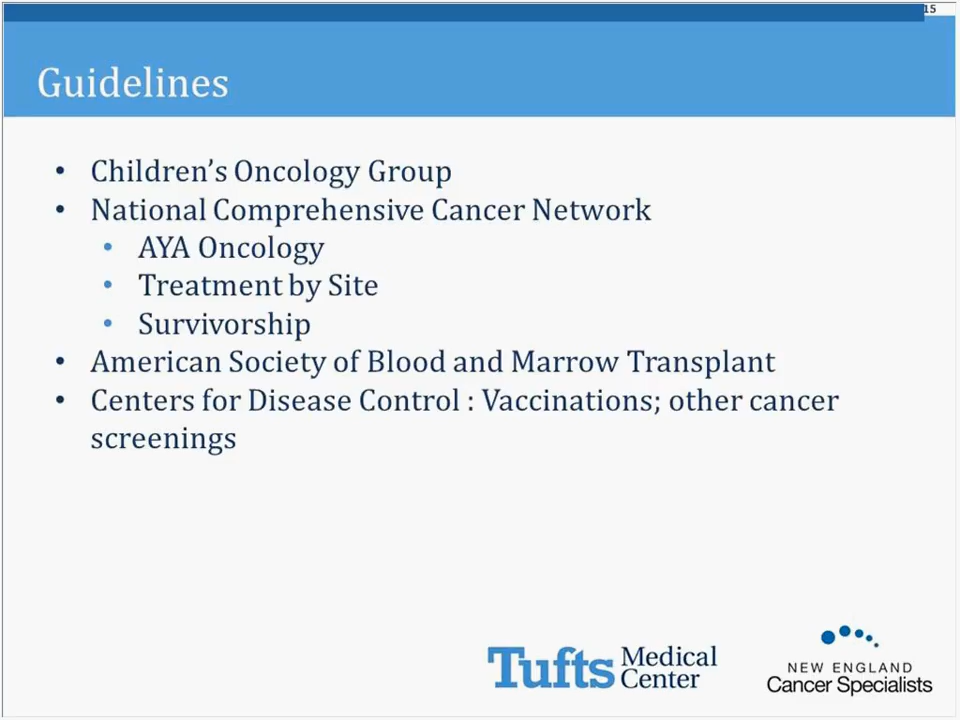 15
Guidelines
• Children’s Oncology Group
• National Comprehensive Cancer Network
• AYA Oncology
• Treatment by Site
• Survivorship
• American Society of Blood and Marrow Transplant
• Centers for Disease Control : Vaccinations; other cancer
screenings
Tufts Medical Center
NEW ENGLAND
Cancer Specialists